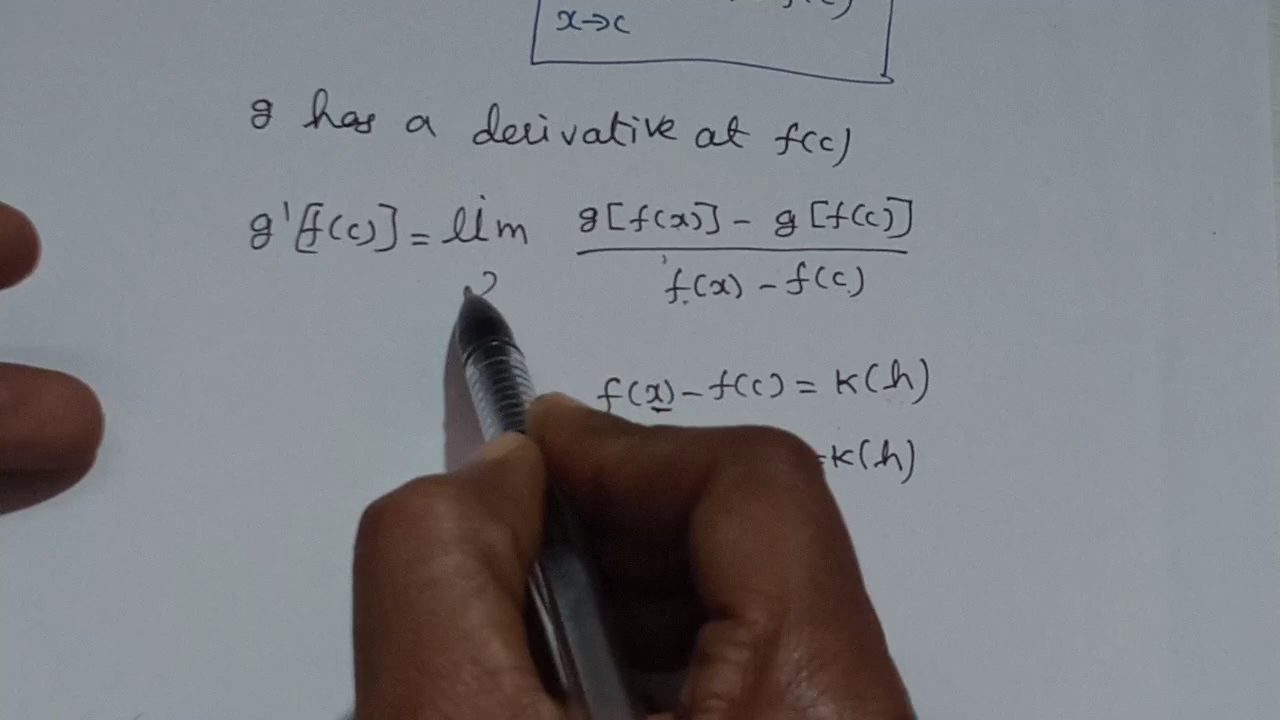 x→c
g has a derivative at f(c)
g'[f(c)] = lim g[f(x)] - g[f(c)]
f(x) - f(c)
f(x) - f(c) = K(h)
=K(h)